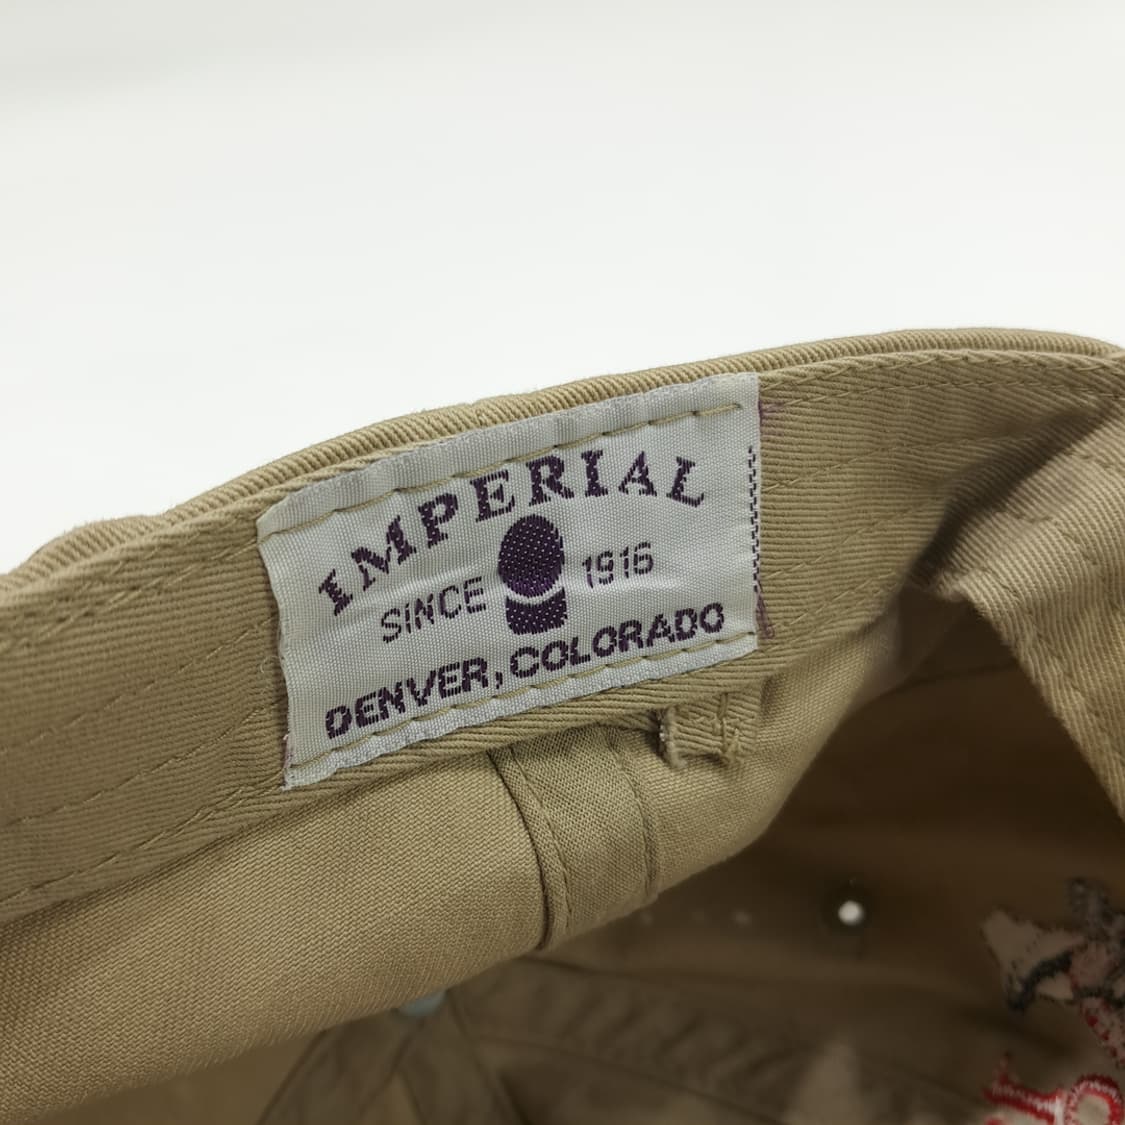 IMPERIAL
SINCE 1916
DENVER, COLORADO